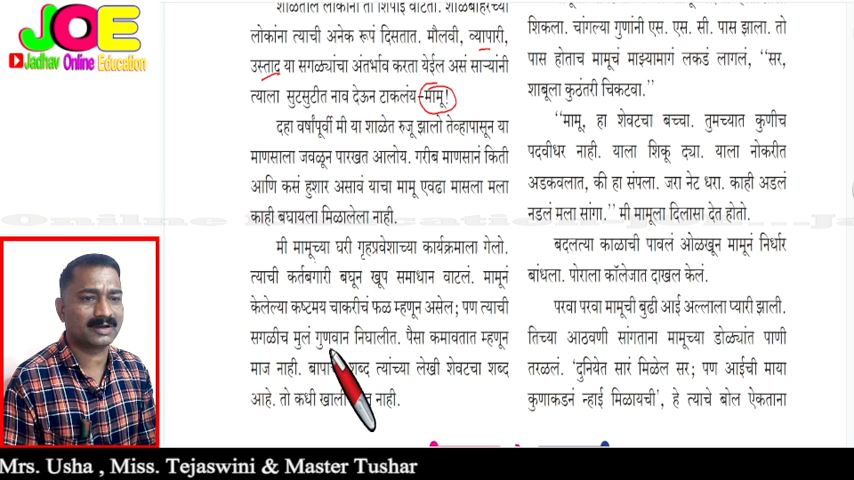 JOE
Jadhav Online Education
शाळेतील लोकांना तो शिपाई वाटतो. शाळेबाहेरच्या
लोकांना त्याची अनेक रूपं दिसतात. मौलवी, व्यापारी,
उस्ताद या सगळ्यांचा अंतर्भाव करता येईल असं साऱ्यांनी
त्याला सुटसुटीत नाव देऊन टाकलंय-मामू!
दहा वर्षांपूर्वी मी या शाळेत रुजू झालो तेव्हापासून या
माणसाला जवळून पारखत आलोय. गरीब माणसानं किती
आणि कसं हुशार असावं याचा मामू एवढा मासला मला
काही बघायला मिळालेला नाही.
मी मामूच्या घरी गृहप्रवेशाच्या कार्यक्रमाला गेलो.
त्याची कर्तबगारी बघून खूप समाधान वाटलं. मामूनं
केलेल्या कष्टमय चाकरीचं फळ म्हणून असेल; पण त्याची
सगळीच मुलं गुणवान निघालीत. पैसा कमावतात म्हणून
माज नाही. शब्द त्यांच्या लेखी शेवटचा शब्द
आहे. तो कधी खाली नाही.
शिकला. चांगल्या गुणांनी एस. एस. सी. पास झाला. तो
पास होताच मामूचं माझ्यामागं लकडं लागलं, ‘‘सर,
शाबूला कुठंतरी चिकटवा.’’
‘‘मामू, हा शेवटचा बच्चा. तुमच्यात कुणीच
पदवीधर नाही. याला शिकू द्या. याला नोकरीत
अडकवलात, की हा संपला. जरा नेट धरा. काही अडलं
नडलं मला सांगा.’’ मी मामूला दिलासा देत होतो.
बदलत्या काळाची पावलं ओळखून मामूनं निर्धार
बांधला. पोराला कॉलेजात दाखल केलं.
परवा परवा मामूची बुढी आई अल्लाला प्यारी झाली.
तिच्या आठवणी सांगताना मामूच्या डोळ्यांत पाणी
तरळलं. ‘दुनियेत सारं मिळेल सर; पण आईची माया
कुणाकडनं न्हाई मिळायची’, हे त्याचे बोल ऐकताना
Mrs. Usha , Miss. Tejaswini & Master Tushar